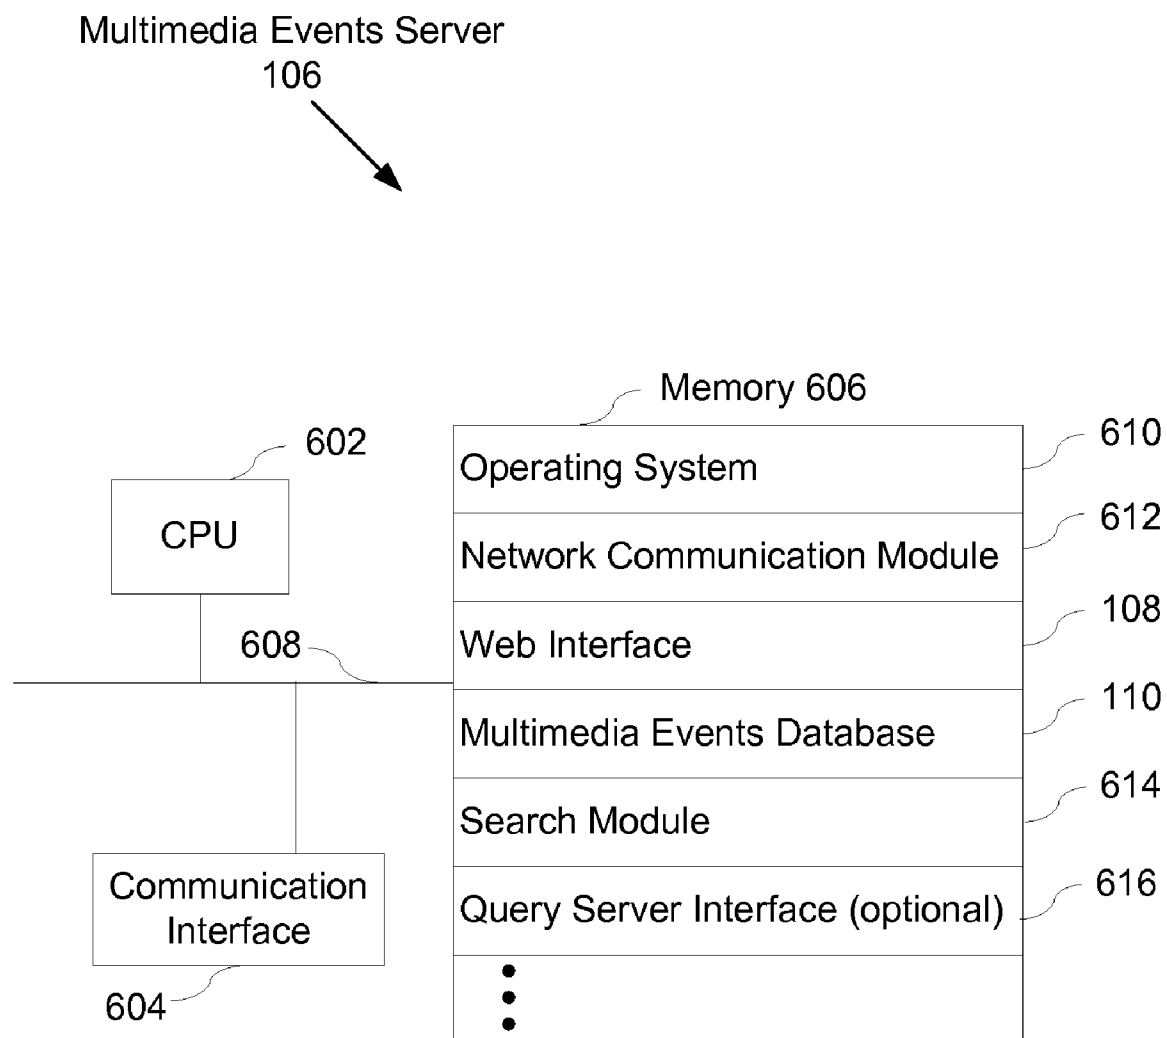 Multimedia Events Server
106
Memory 606
610
602
Operating System
612
CPU
Network Communication Module
108
608
Web Interface
110
Multimedia Events Database
614
Search Module
616
Communication
Interface
Query Server Interface (optional)
604